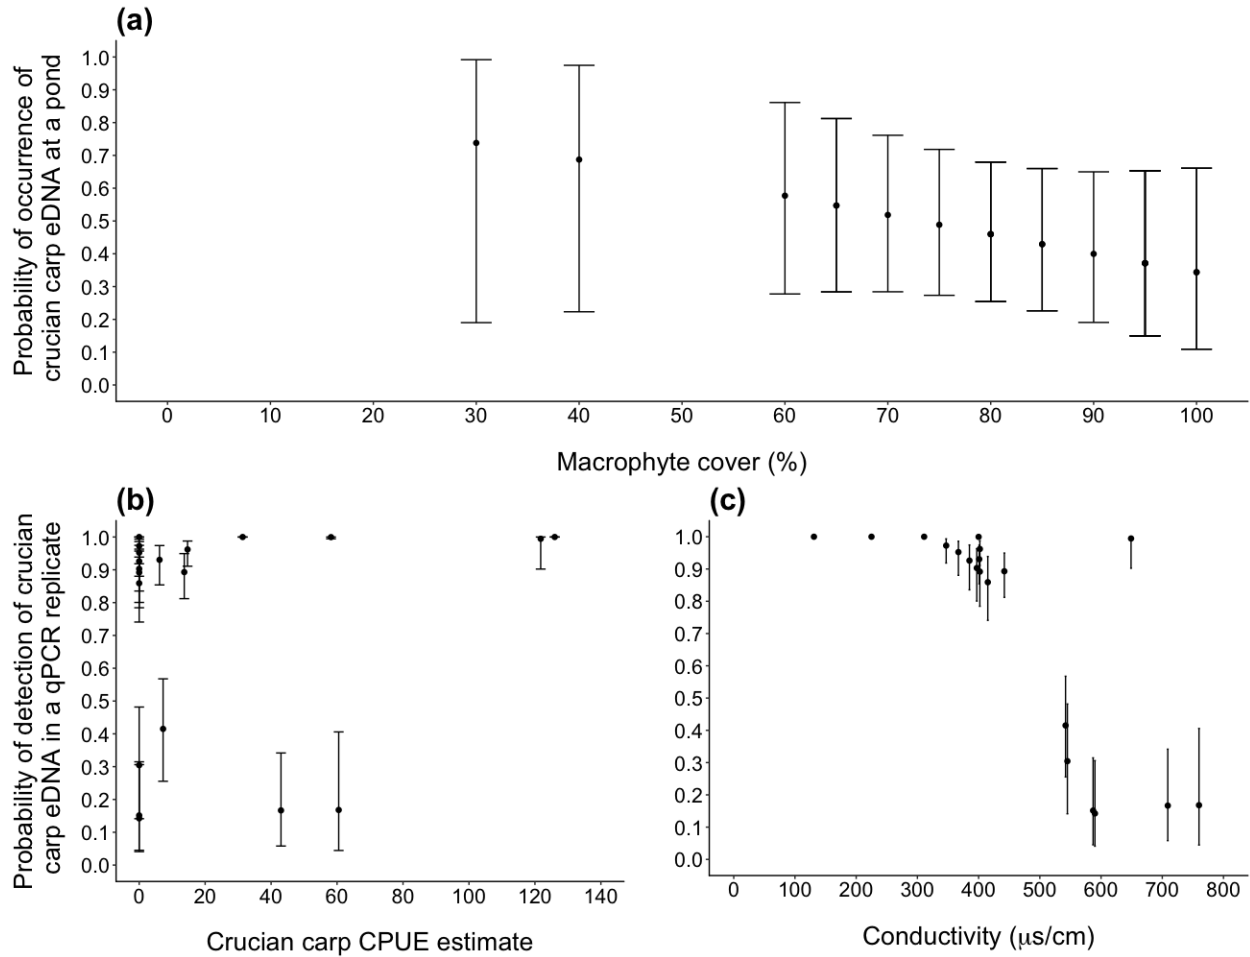 (a)
Probability of occurrence of
crucian carp eDNA at a pond
1.0
0.9
0.8
0.7
0.6
0.5
0.4
0.3
0.2
0.1
0.0
0 10 20 30 40 50 60 70 80 90 100
Macrophyte cover (%)
(b)
Probability of detection of crucian
carp eDNA in a qPCR replicate
1.0
0.9
0.8
0.7
0.6
0.5
0.4
0.3
0.2
0.1
0.0
0 20 40 60 80 100 120 140
Crucian carp CPUE estimate
(c)
1.0
0.9
0.8
0.7
0.6
0.5
0.4
0.3
0.2
0.1
0.0
0 100 200 300 400 500 600 700 800
Conductivity (μs/cm)